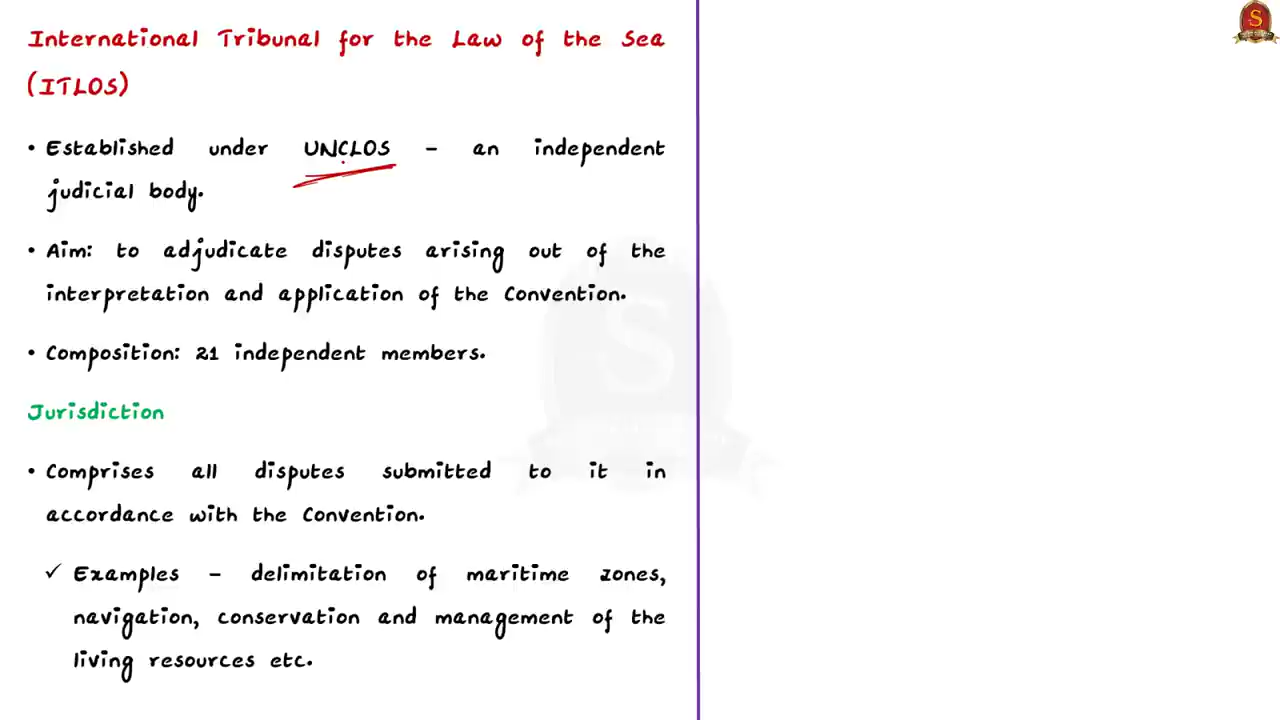 International Tribunal for the Law of the Sea
(ITLOS)
• Established under UNCLOS – an independent
judicial body.
• Aim: to adjudicate disputes arising out of the
interpretation and application of the Convention.
• Composition: 21 independent members.
Jurisdiction
• Comprises all disputes submitted to it in
accordance with the Convention.
✓ Examples – delimitation of maritime zones,
navigation, conservation and management of the
living resources etc.
S